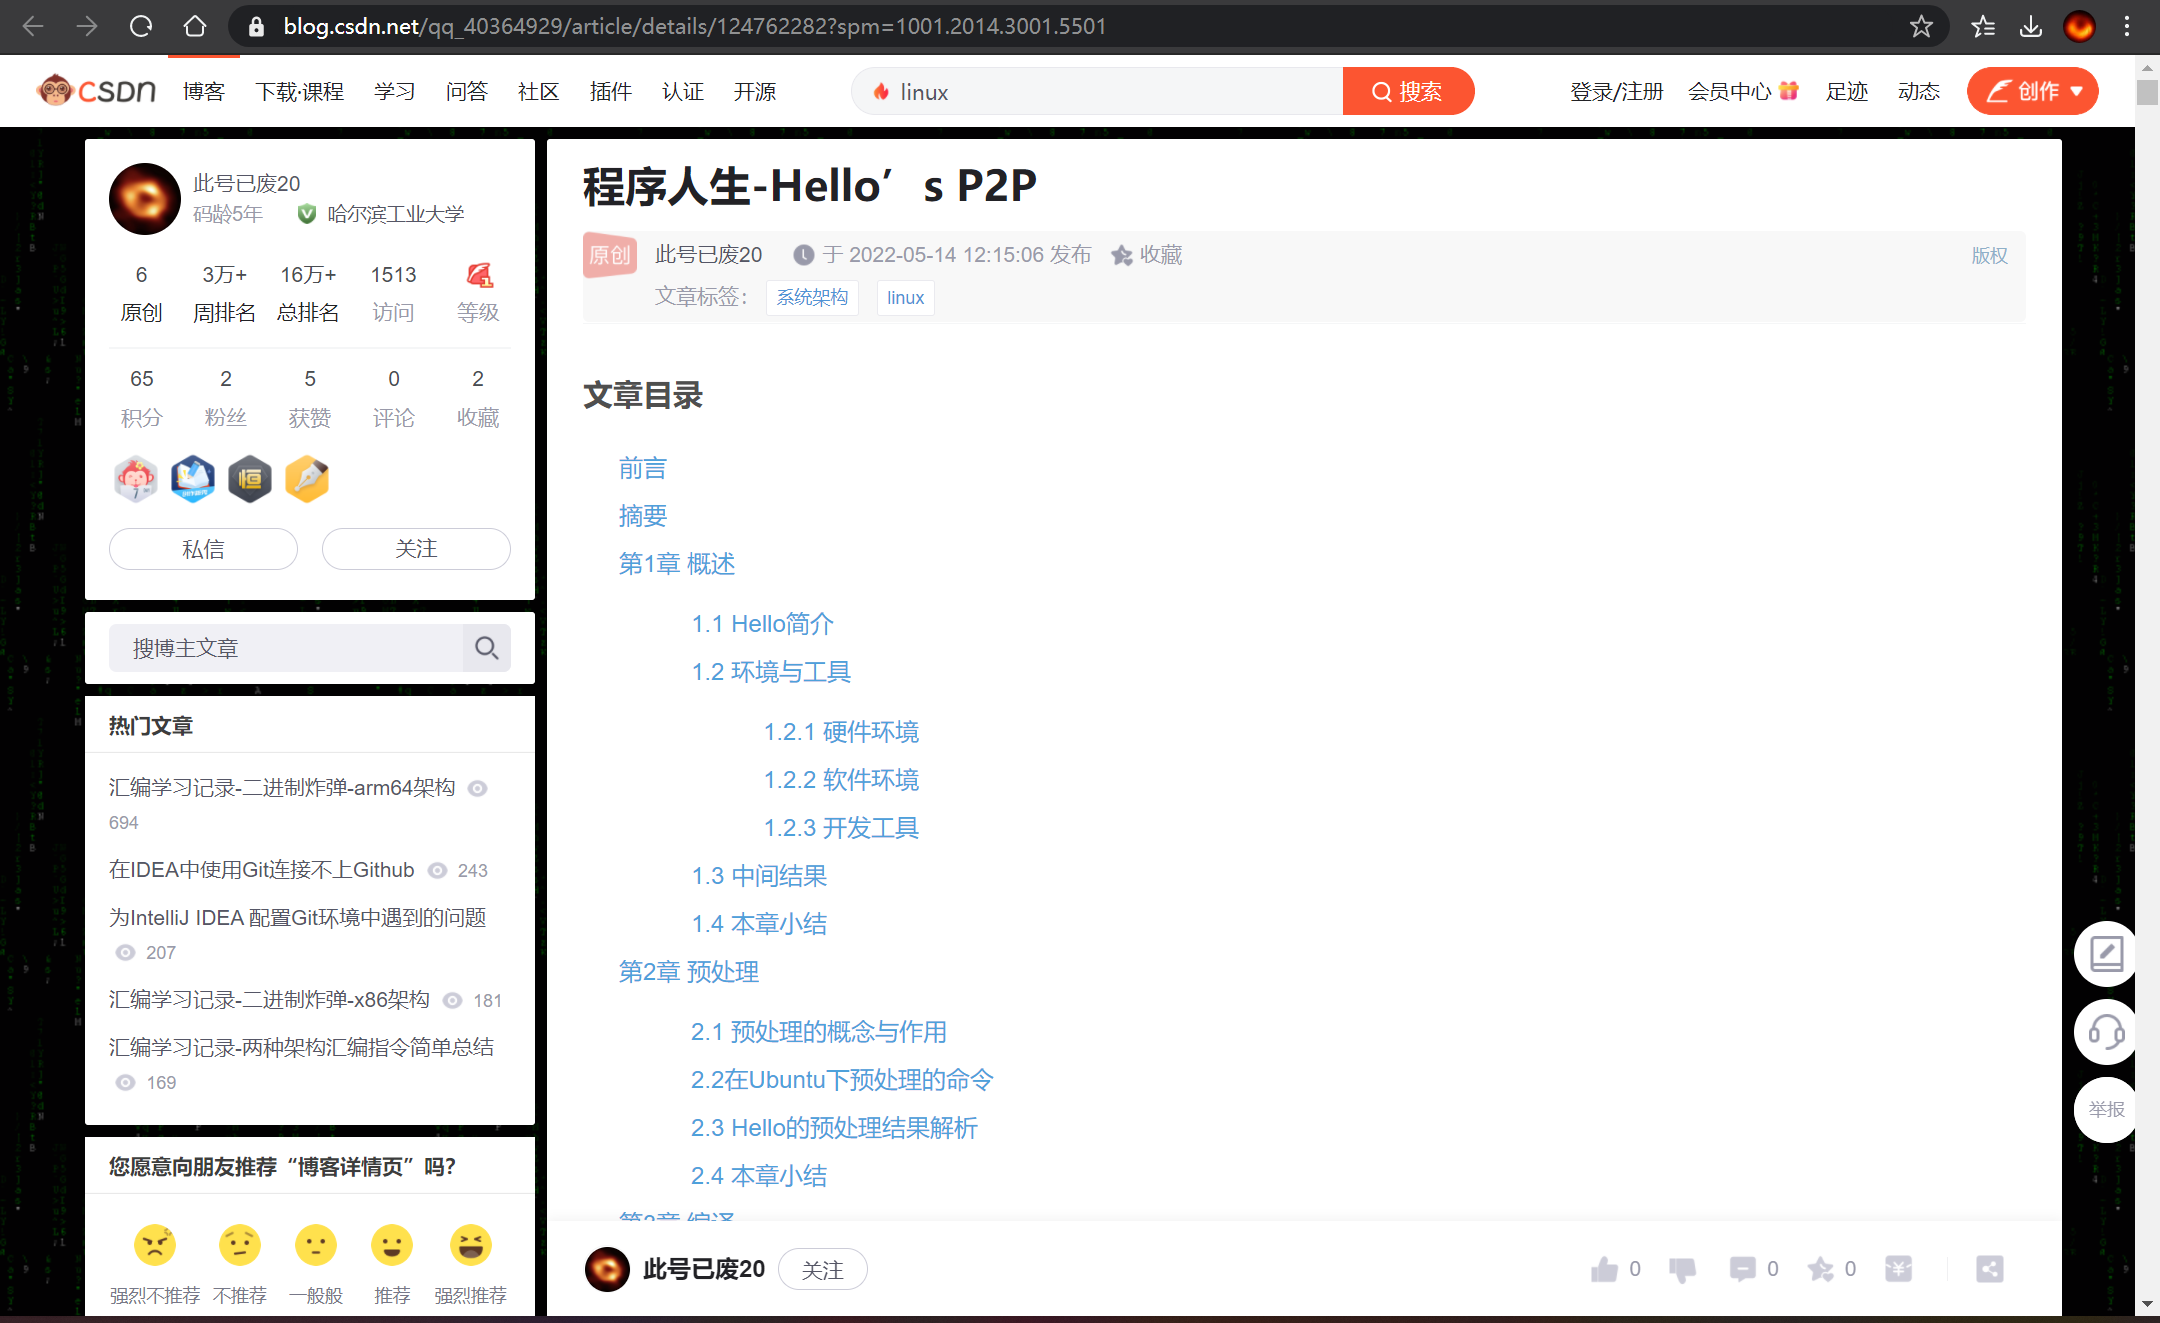 blog.csdn.net/qq_40364929/article/details/124762282?spm=1001.2014.3001.5501
CSDN 博客 下载·课程 学习 问答 社区 插件 认证 开源 linux 搜索 登录/注册 会员中心 足迹 动态 创作
此号已废20
码龄5年 哈尔滨工业大学
6 3万+ 16万+ 1513
原创 周排名 总排名 访问 等级
65 2 5 0 2
积分 粉丝 获赞 评论 收藏
私信 关注
搜博主文章
热门文章
汇编学习记录-二进制炸弹-arm64架构
694
在IDEA中使用Git连接不上Github 243
为IntelliJ IDEA 配置Git环境中遇到的问题
207
汇编学习记录-二进制炸弹-x86架构 181
汇编学习记录-两种架构汇编指令简单总结
169
您愿意向朋友推荐“博客详情页”吗？
强烈不推荐 不推荐 一般般 推荐 强烈推荐
程序人生-Hello’s P2P
原创 此号已废20 于 2022-05-14 12:15:06 发布 收藏 版权
文章标签： 系统架构 linux
文章目录
前言
摘要
第1章 概述
1.1 Hello简介
1.2 环境与工具
1.2.1 硬件环境
1.2.2 软件环境
1.2.3 开发工具
1.3 中间结果
1.4 本章小结
第2章 预处理
2.1 预处理的概念与作用
2.2在Ubuntu下预处理的命令
2.3 Hello的预处理结果解析
2.4 本章小结
第3章 编译
此号已废20 关注 0 0 0
举报